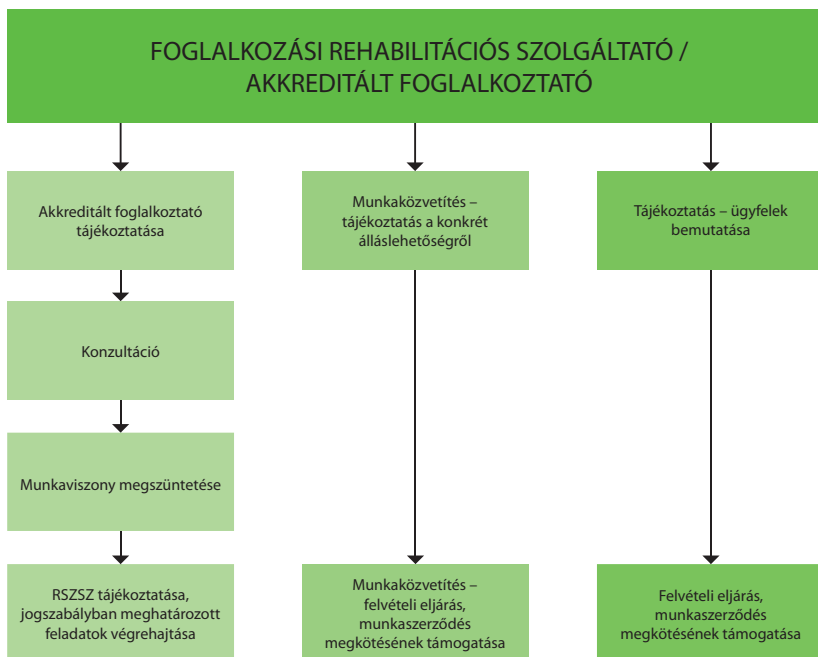 FOGLALKOZÁSI REHABILITÁCIÓS SZOLGÁLTATÓ /
AKKREDITÁLT FOGLALKOZTATÓ
Akkreditált foglalkoztató
tájékoztatása
Konzultáció
Munkaviszony megszüntetése
RSZSZ tájékoztatása,
jogszabályban meghatározott
feladatok végrehajtása
Munkaközvetítés –
tájékoztatás a konkrét
álláslehetőségről
Munkaközvetítés –
felvételi eljárás,
munkaszerződés
megkötésének támogatása
Tájékoztatás – ügyfelek
bemutatása
Felvételi eljárás,
munkaszerződés
megkötésének támogatása